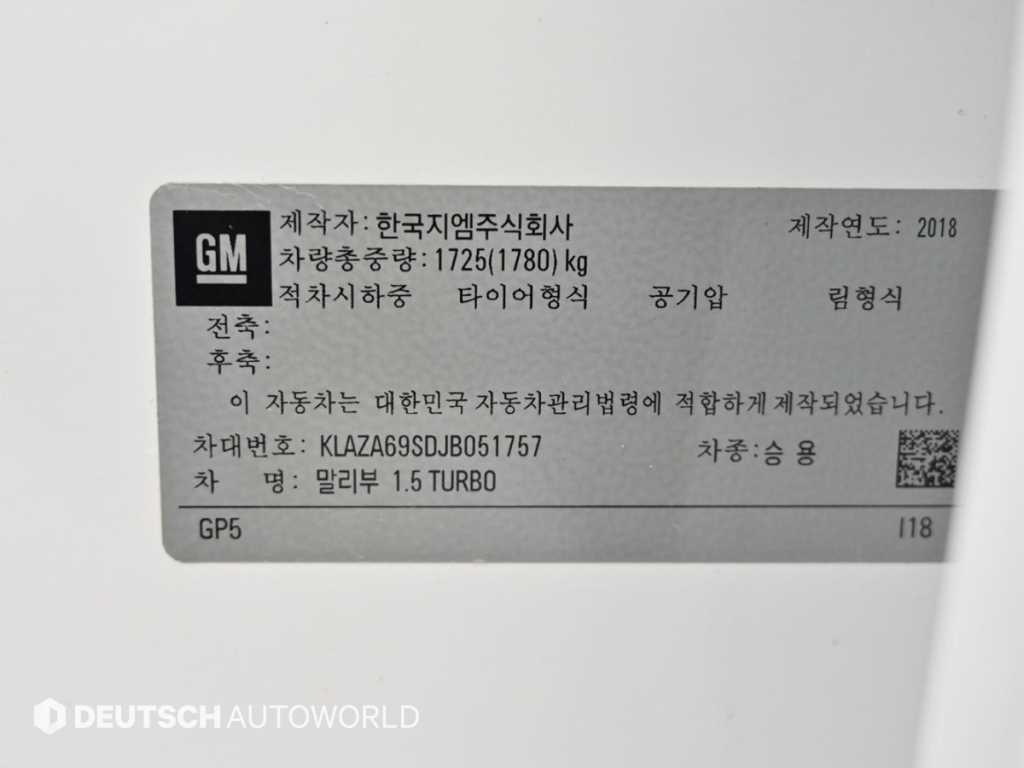 GM
제작자: 한국지엠주식회사 제작연도: 2018
차량총중량: 1725(1780) kg
적차시하중 타이어형식 공기압 림형식
전축:
후축:
이 자동차는 대한민국 자동차관리법령에 적합하게 제작되었습니다.
차대번호: KLAZA69SDJB051757 차종: 승 용
차 명: 말리부 1.5 TURBO
GP5 I18
DEUTSCH AUTOWORLD